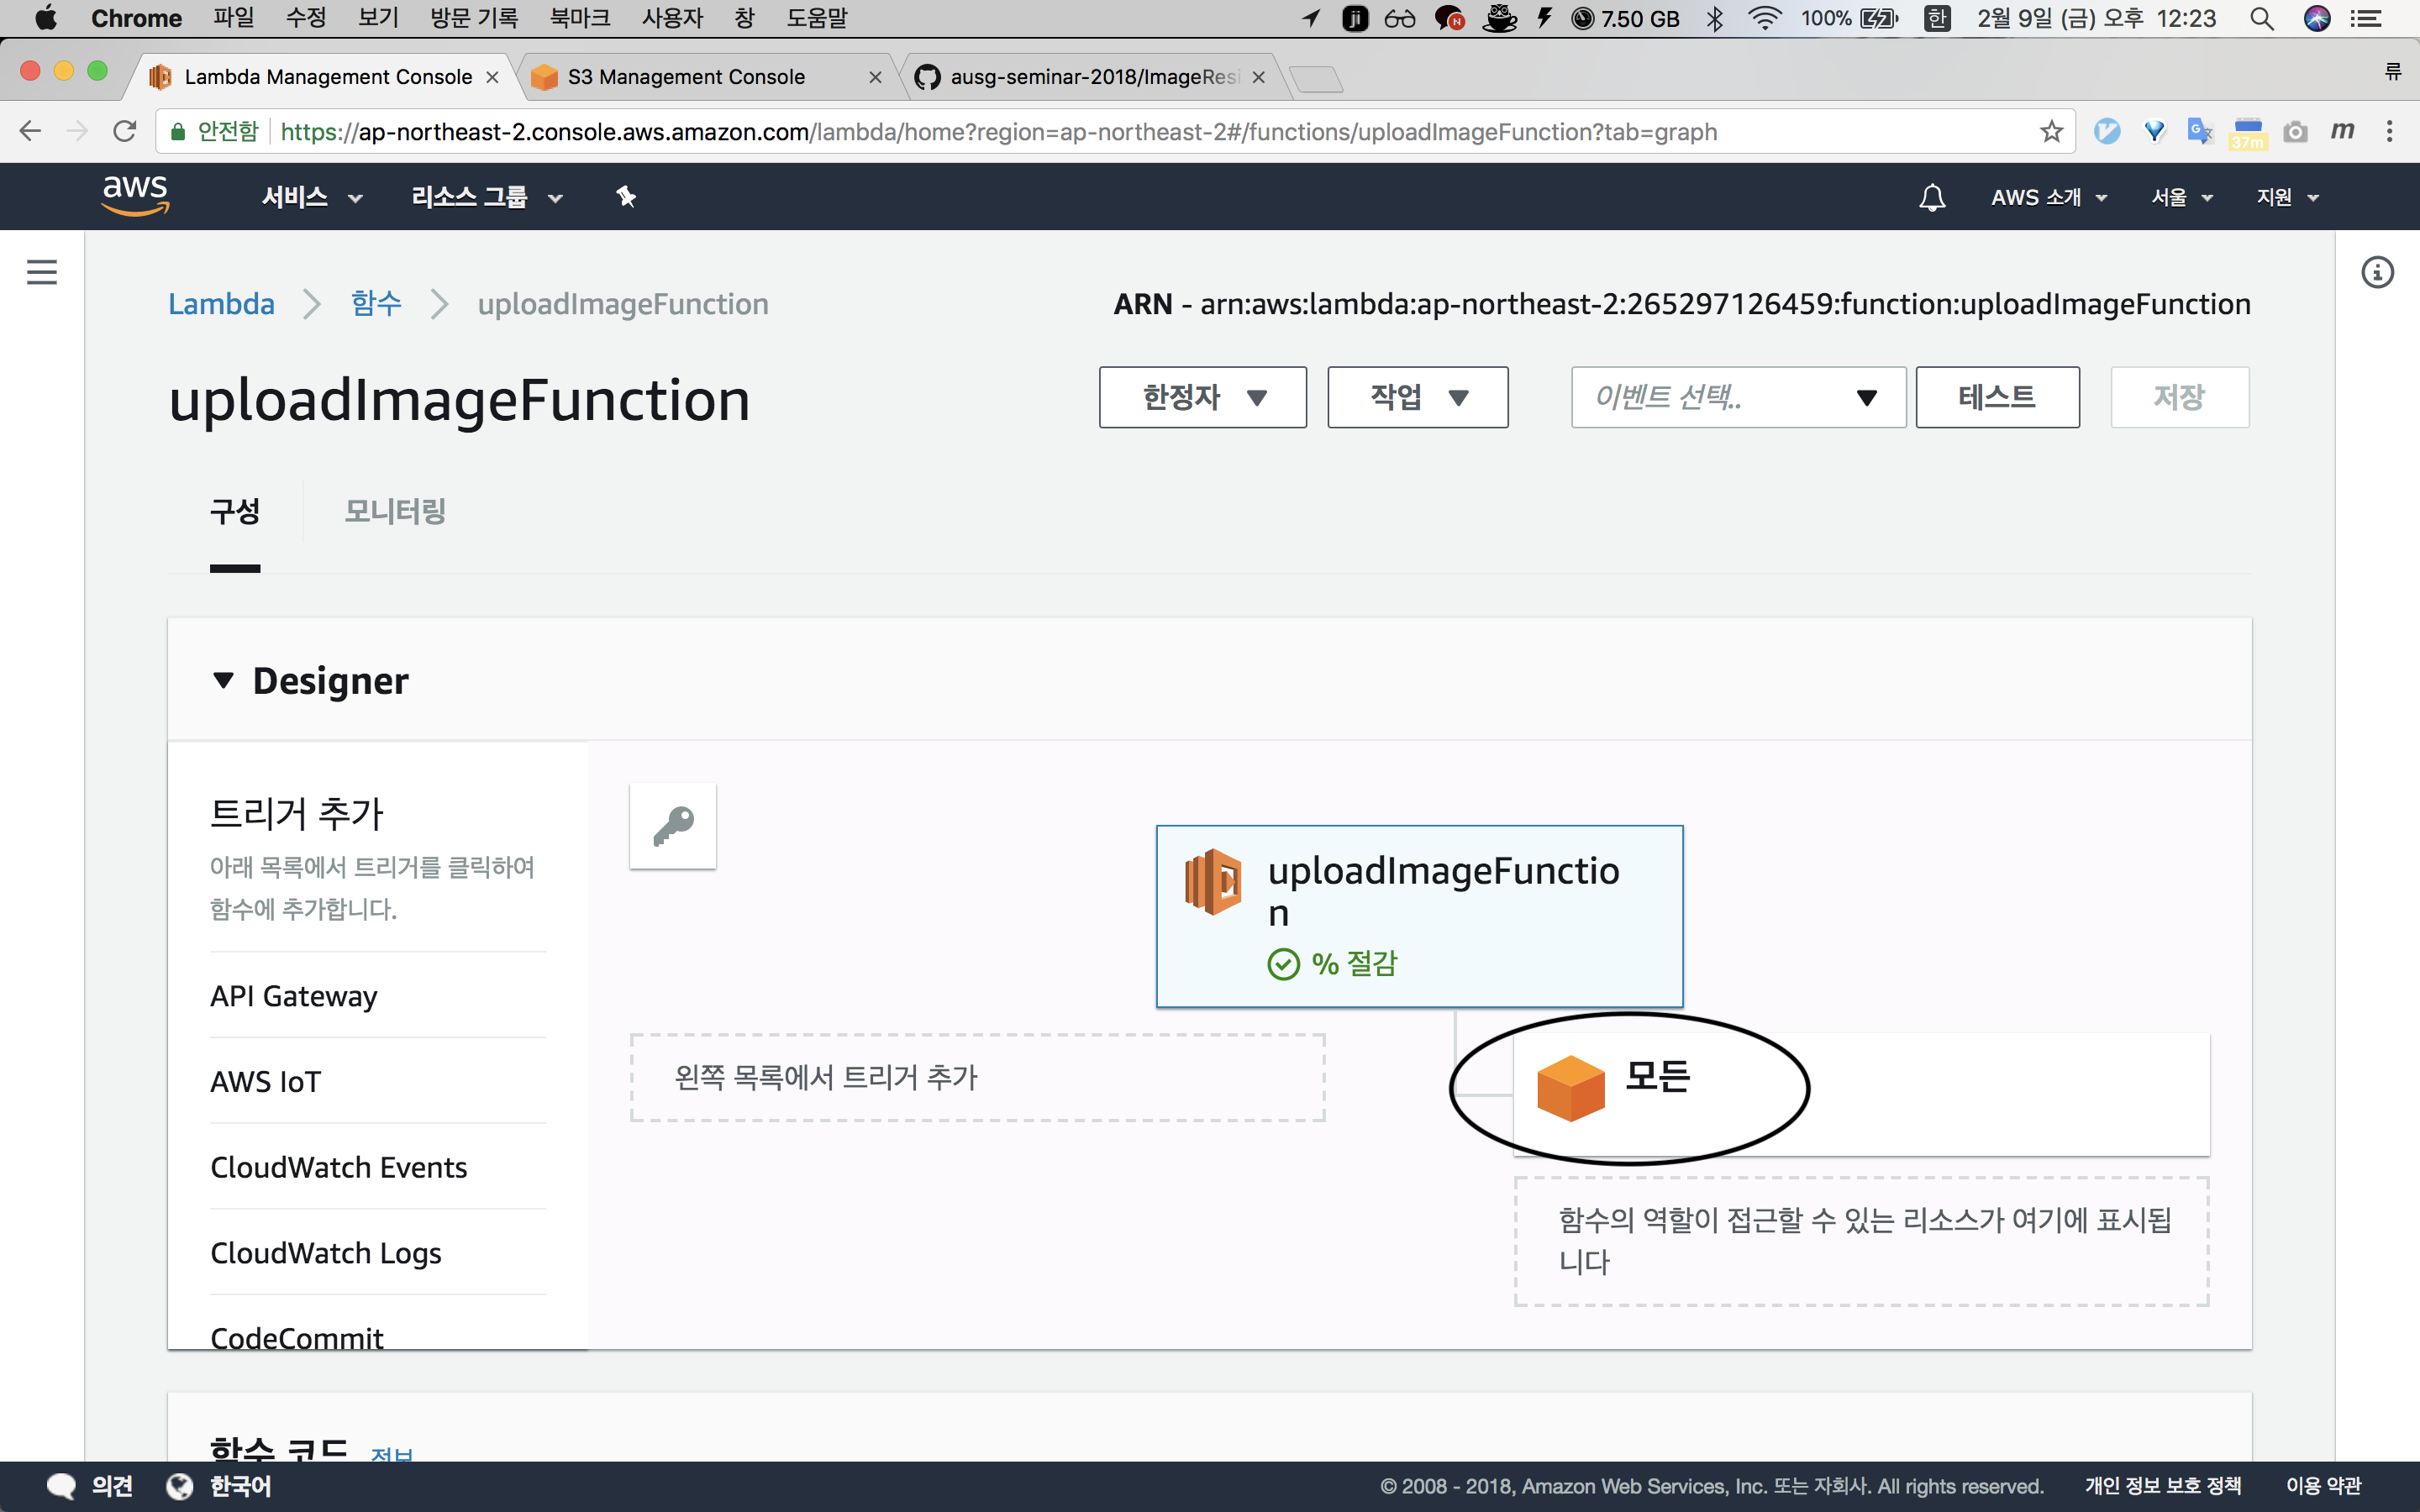 Chrome 파일 수정 보기 방문 기록 북마크 사용자 창 도움말 ji N 7.50 GB 100% 한 2월 9일 (금) 오후 12:23
Lambda Management Console S3 Management Console ausg-seminar-2018/ImageResi 류
안전함 https://ap-northeast-2.console.aws.amazon.com/lambda/home?region=ap-northeast-2#/functions/uploadImageFunction?tab=graph 37m m
aws 서비스 리소스 그룹 AWS 소개 서울 지원
Lambda 함수 uploadImageFunction ARN - arn:aws:lambda:ap-northeast-2:265297126459:function:uploadImageFunction
uploadImageFunction 한정자 작업 이벤트 선택.. 테스트 저장
구성 모니터링
Designer
트리거 추가
아래 목록에서 트리거를 클릭하여
함수에 추가합니다.
API Gateway
AWS IoT
CloudWatch Events
CloudWatch Logs
CodeCommit
uploadImageFunctio
n
% 절감
왼쪽 목록에서 트리거 추가
모든
함수의 역할이 접근할 수 있는 리소스가 여기에 표시됩
니다
함수 코드 정보
의견 한국어 © 2008 - 2018, Amazon Web Services, Inc. 또는 자회사. All rights reserved. 개인 정보 보호 정책 이용 약관